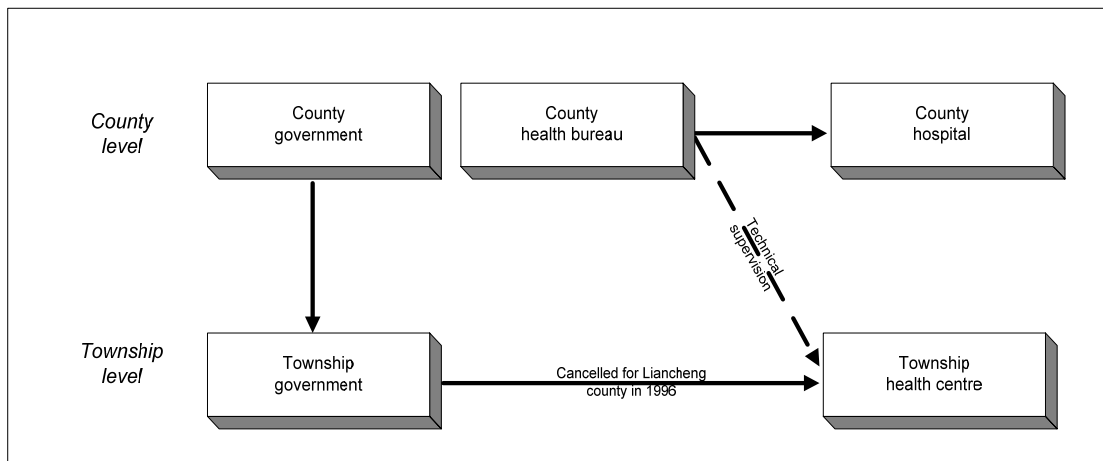 County
level
County
government
County
health bureau
County
hospital
Technical
supervision
Township
level
Township
government
Cancelled for Liancheng
county in 1996
Township
health centre